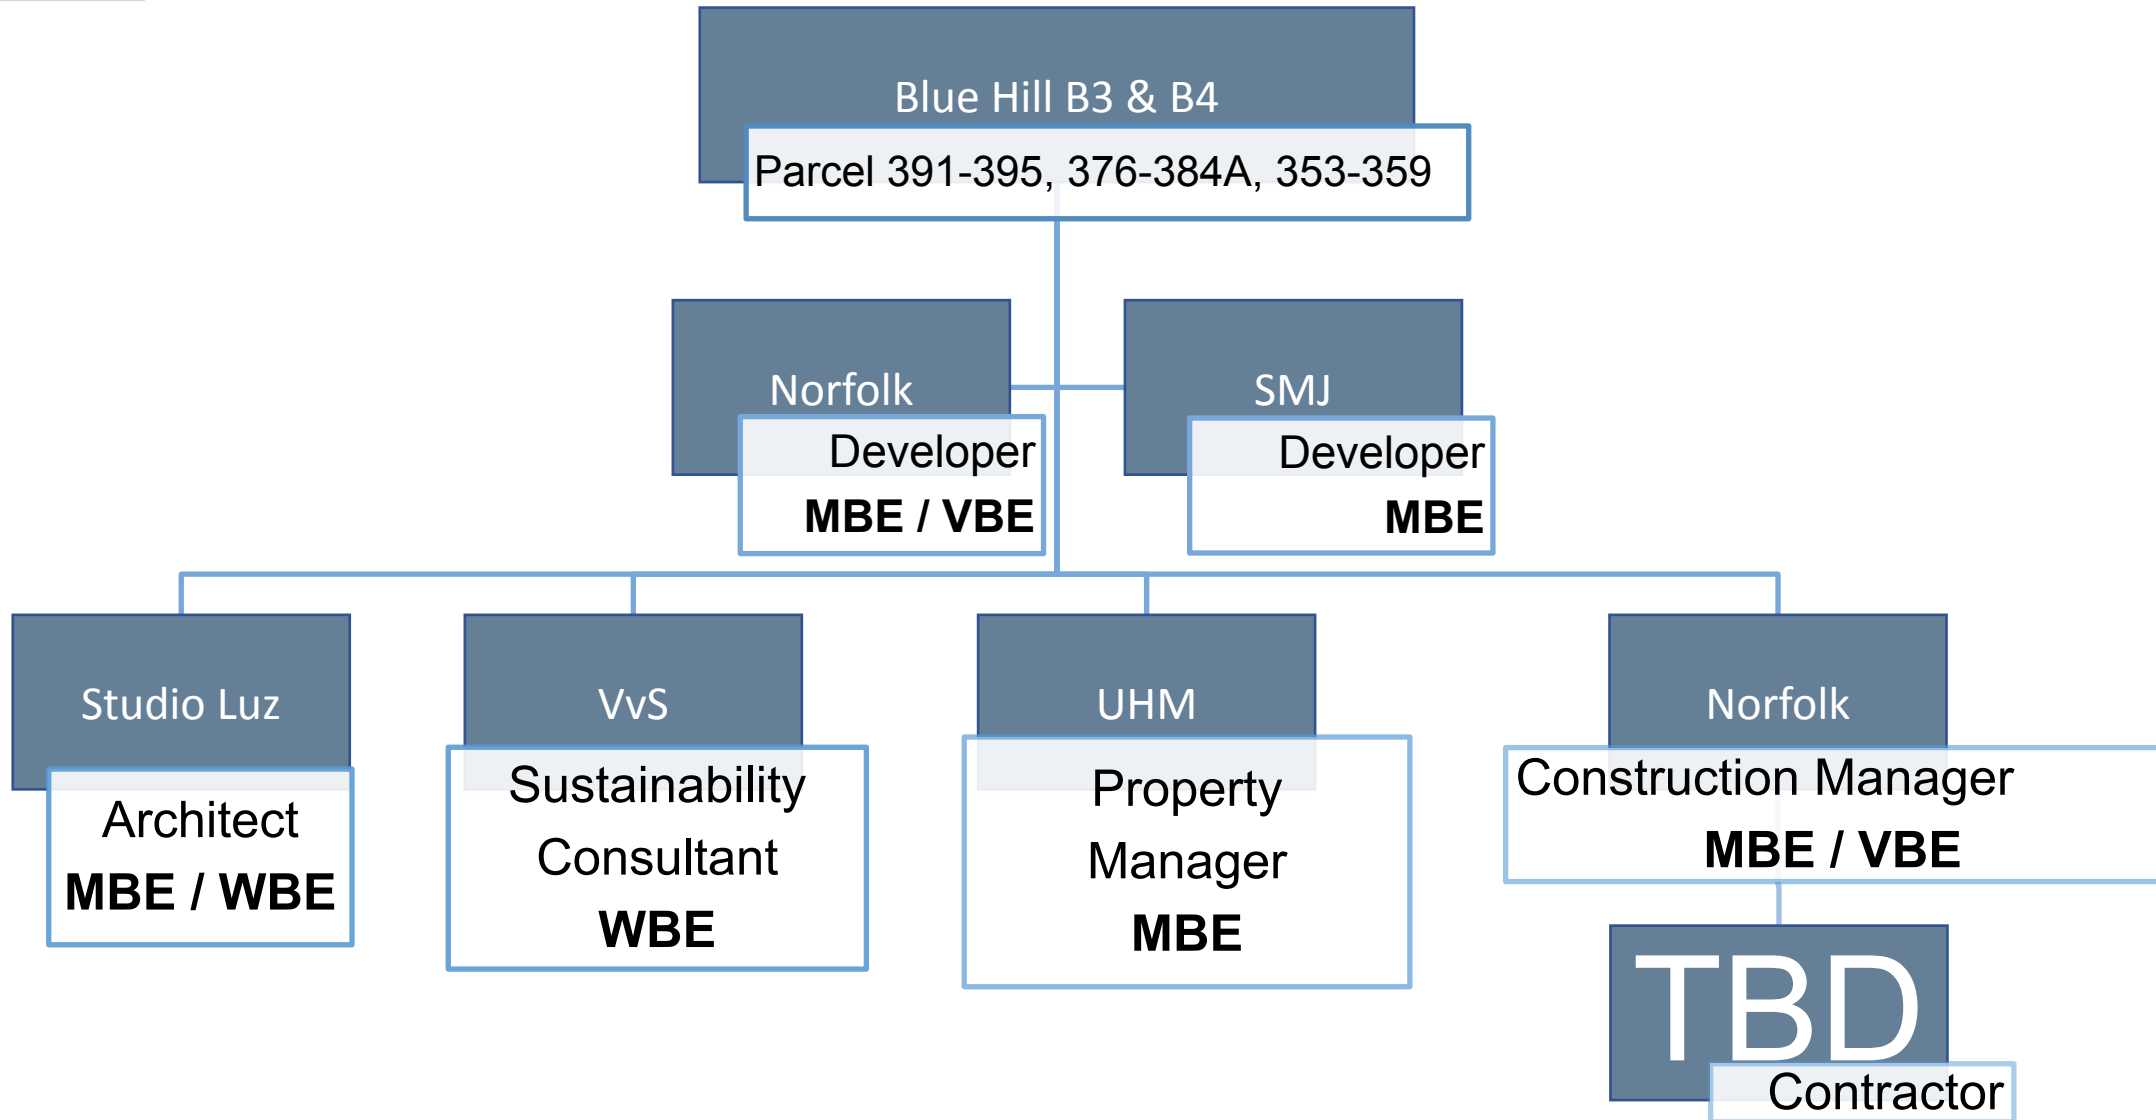 Blue Hill B3 & B4
Parcel 391-395, 376-384A, 353-359
Norfolk
Developer
MBE / VBE
SMJ
Developer
MBE
Studio Luz
Architect
MBE / WBE
VvS
Sustainability
Consultant
WBE
UHM
Property
Manager
MBE
Norfolk
Construction Manager
MBE / VBE
TBD
Contractor